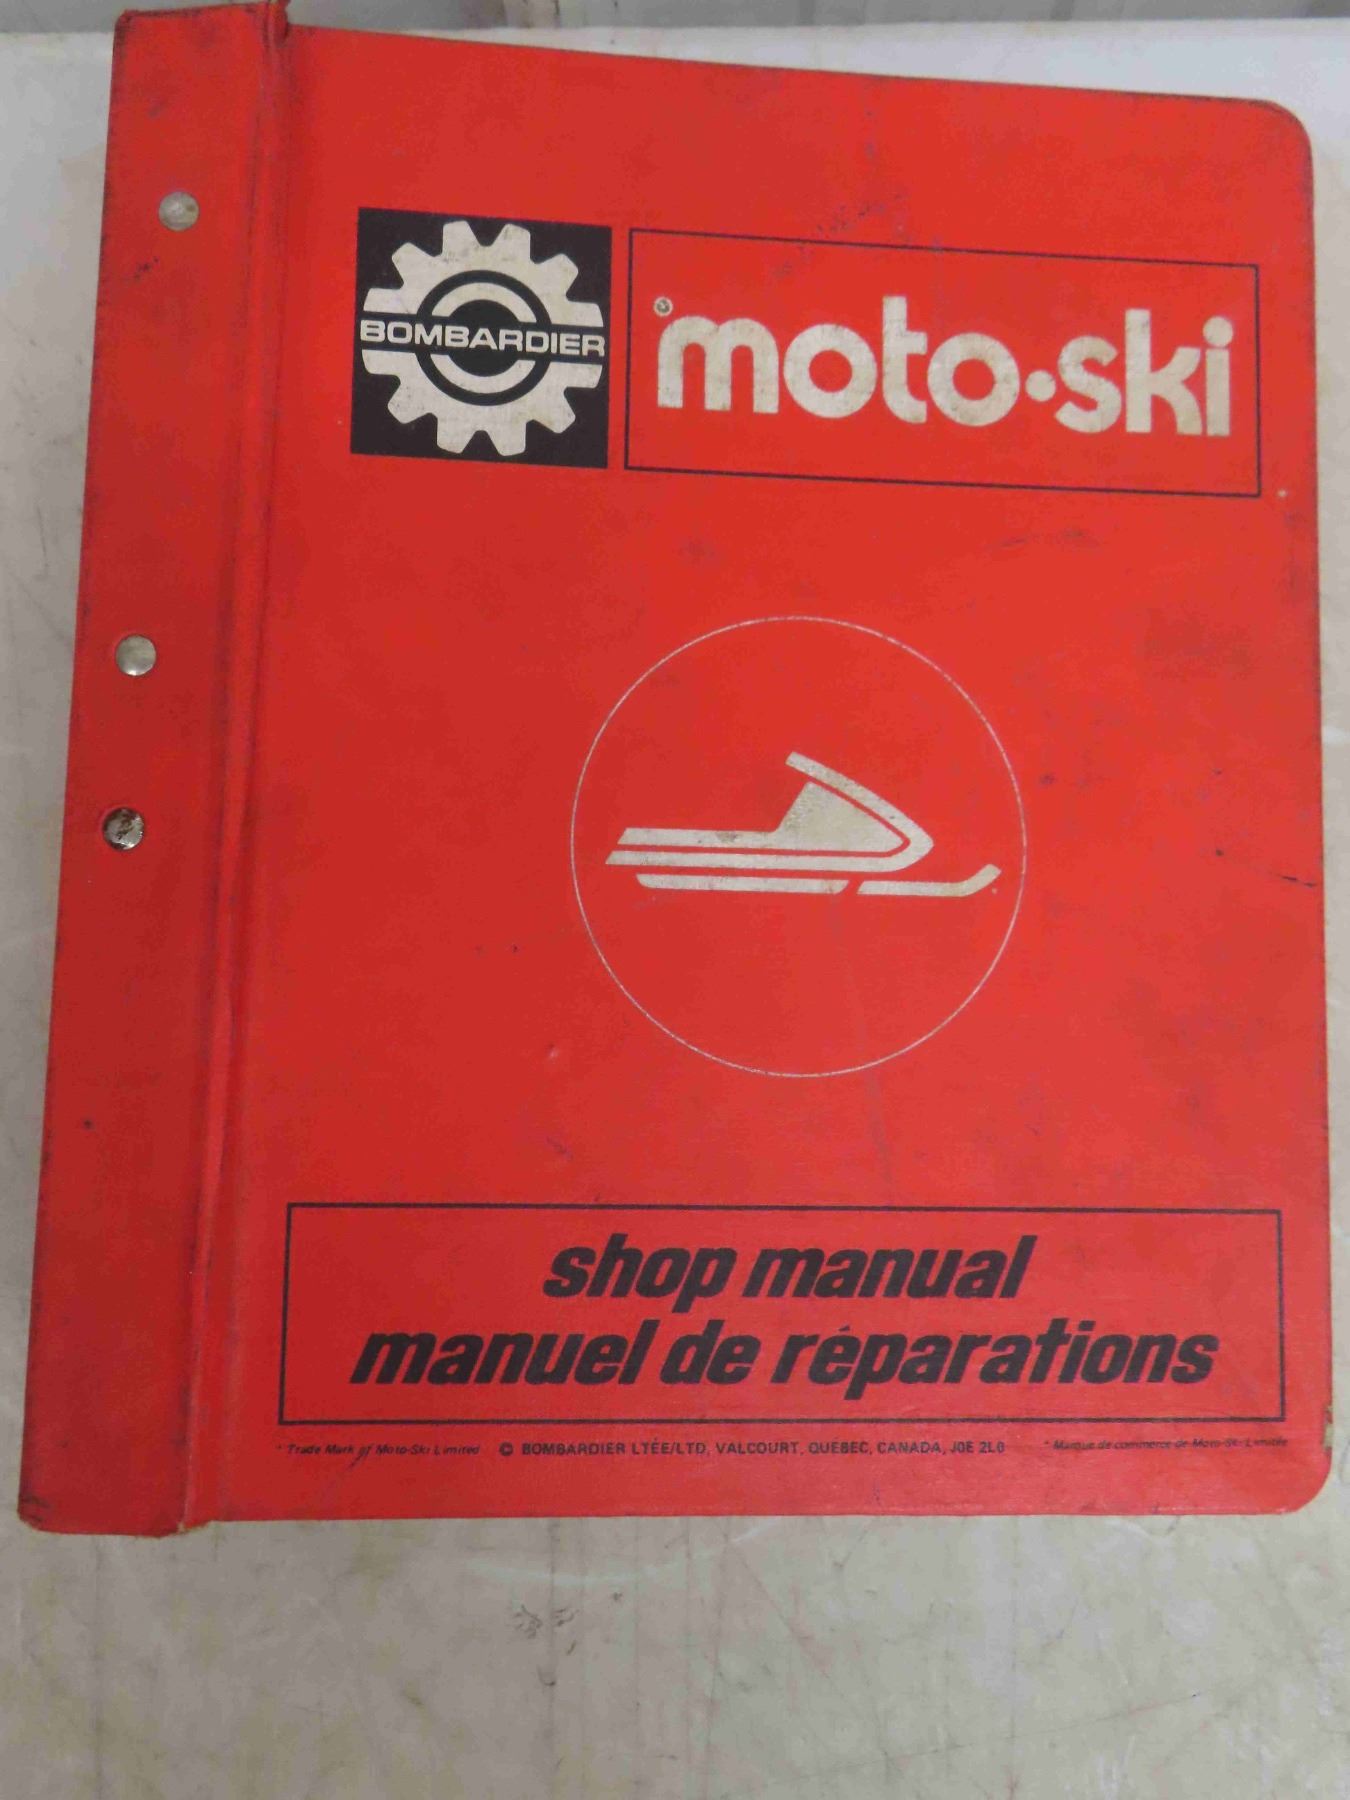 BOMBARDIER
moto•ski
shop manual
manuel de réparations
* Trade Mark of Moto-Ski Limited © BOMBARDIER LTÉE/LTD, VALCOURT, QUÉBEC, CANADA, J0E 2L0 * Marque de commerce de Moto-Ski Limitée